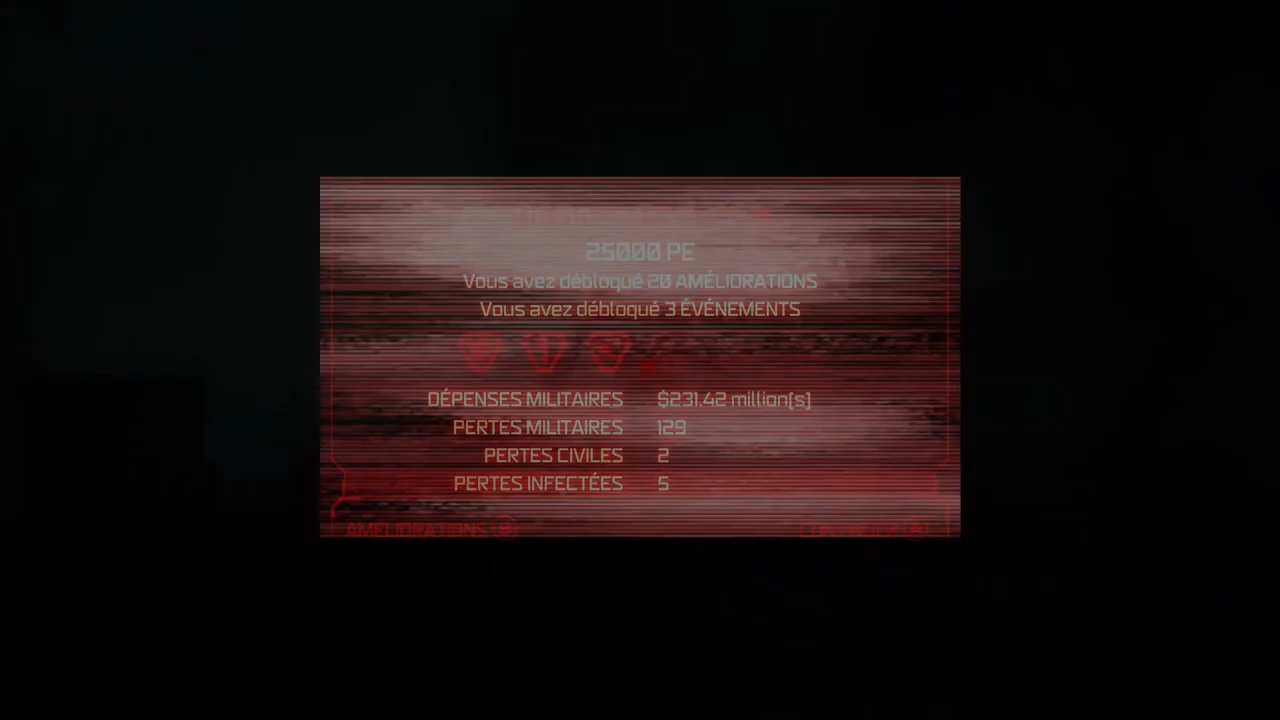 25000 PE
Vous avez débloqué 20 AMÉLIORATIONS
Vous avez débloqué 3 ÉVÉNEMENTS
DÉPENSES MILITAIRES $231.42 million[s]
PERTES MILITAIRES 129
PERTES CIVILES 2
PERTES INFECTÉES 5
AMÉLIORATIONS